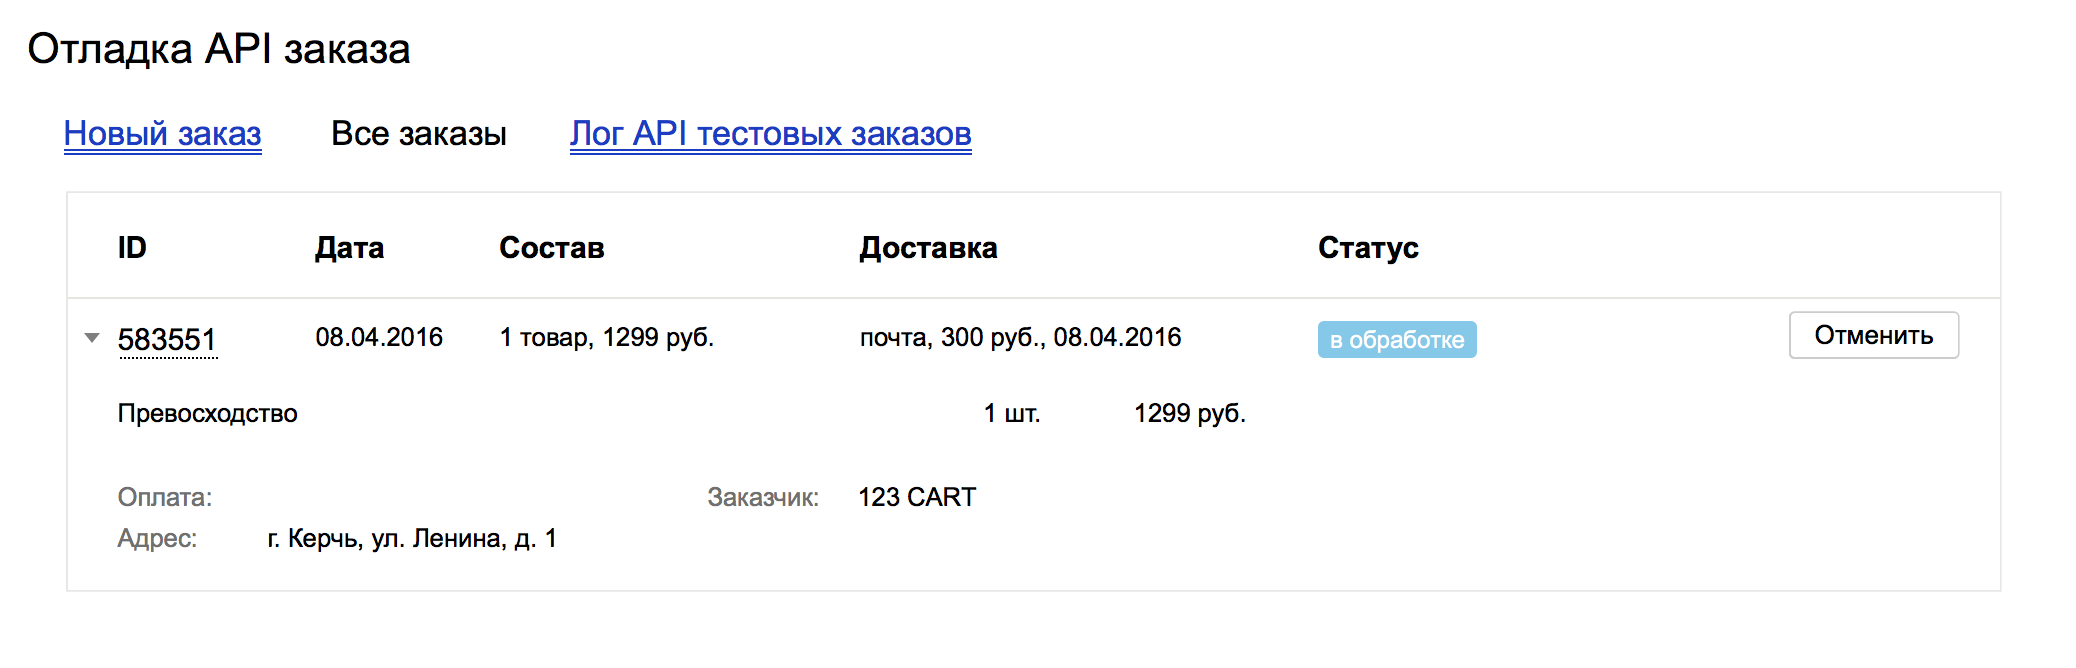 Отладка API заказа
Новый заказ Все заказы Лог API тестовых заказов
ID Дата Состав Доставка Статус
583551 08.04.2016 1 товар, 1299 руб. почта, 300 руб., 08.04.2016 в обработке Отменить
Превосходство 1 шт. 1299 руб.
Оплата: Заказчик: 123 CART
Адрес: г. Керчь, ул. Ленина, д. 1